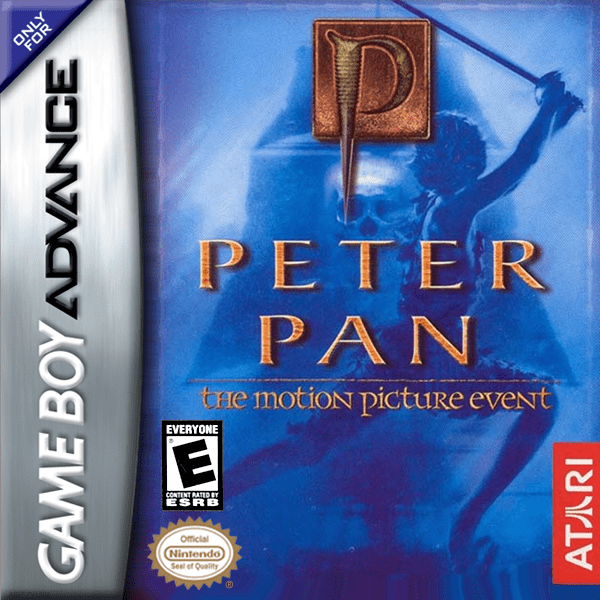 ONLY
FOR
GAME BOY ADVANCE
P
PETER
PAN
the motion picture event
EVERYONE
E
CONTENT RATED BY
ESRB
Official
Nintendo
Seal of Quality
®
ATARI